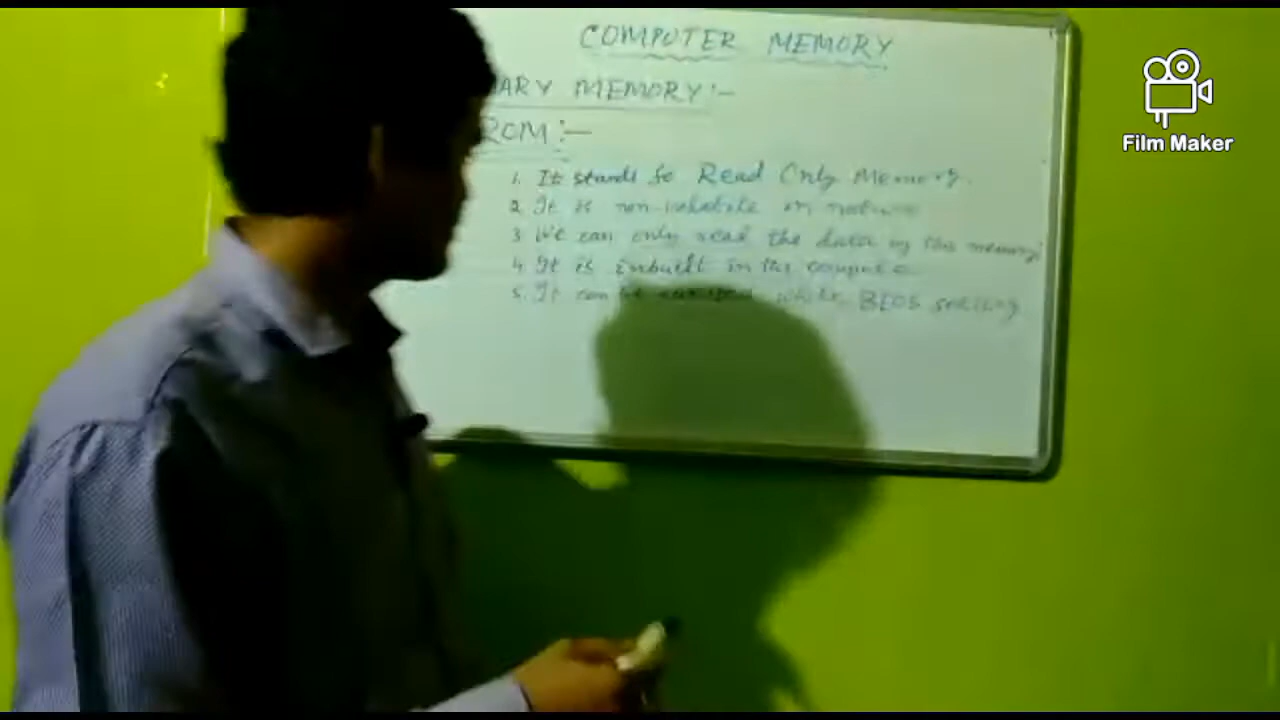 COMPUTER MEMORY
ARY MEMORY:-
ROM:-
1. It stands fo Read Only Memory.
2. It is non-volatile in nature
3 We can only read the data of this memory
4. It is inbuilt in the compute
5. It can be BIOS setting
Film Maker